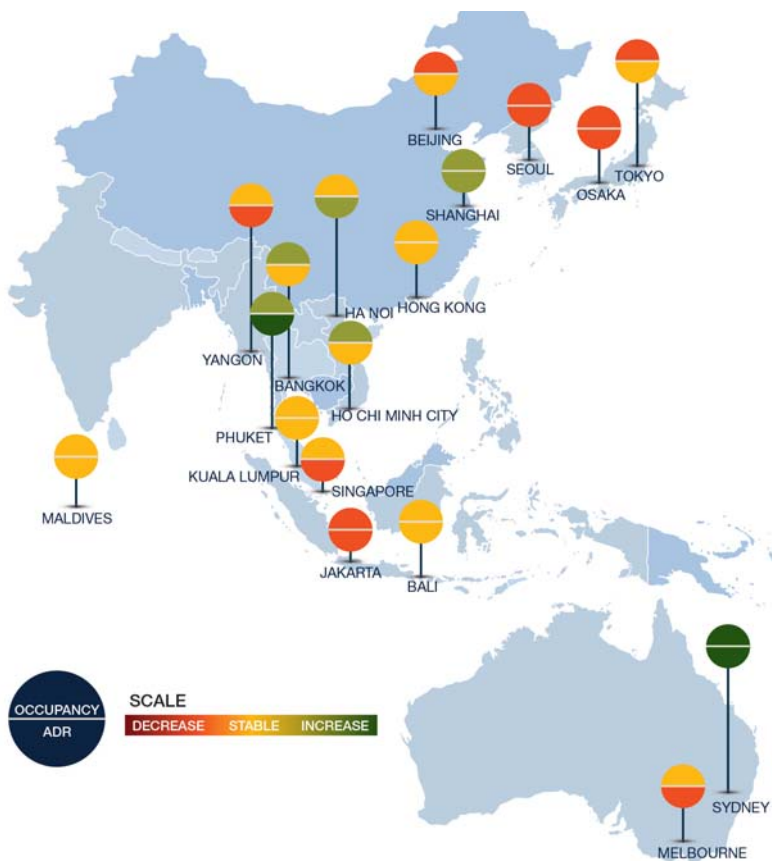 BEIJING
SEOUL
TOKYO
OSAKA
SHANGHAI
HONG KONG
HA NOI
YANGON
BANGKOK
HO CHI MINH CITY
PHUKET
KUALA LUMPUR
SINGAPORE
MALDIVES
JAKARTA
BALI
OCCUPANCY
ADR
SCALE
DECREASE STABLE INCREASE
SYDNEY
MELBOURNE